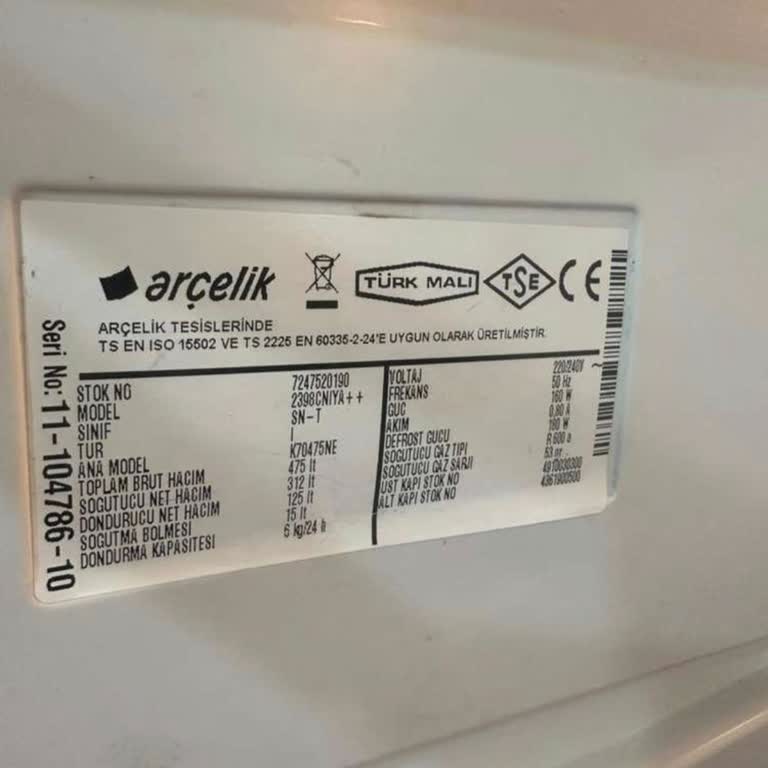 arçelik
TÜRK MALI
TSE
CE
ARÇELİK TESİSLERİNDE
TS EN ISO 15502 VE TS 2225 EN 60335-2-24'E UYGUN OLARAK ÜRETİLMİŞTİR.
Seri No: 11-104786-10
STOK NO 7247520190
MODEL 2398CNIYA++
SINIF SN-T
TUR I
ANA MODEL K70475NE
TOPLAM BRUT HACIM 475 lt
SOGUTUCU NET HACIM 312 lt
DONDURUCU NET HACIM 125 lt
SOGUTMA BOLMESI 15 lt
DONDURMA KAPASITESI 6 kg/24 h
VOLTAJ 220/240V ~
FREKANS 50 Hz
GUC 160 W
AKIM 0,80 A
DEFROST GUCU 180 W
SOGUTUCU GAZ TIPI R 600 a
SOGUTUCU GAZ SARJI 53 gr.
UST KAPI STOK NO 4910030300
ALT KAPI STOK NO 4361900500